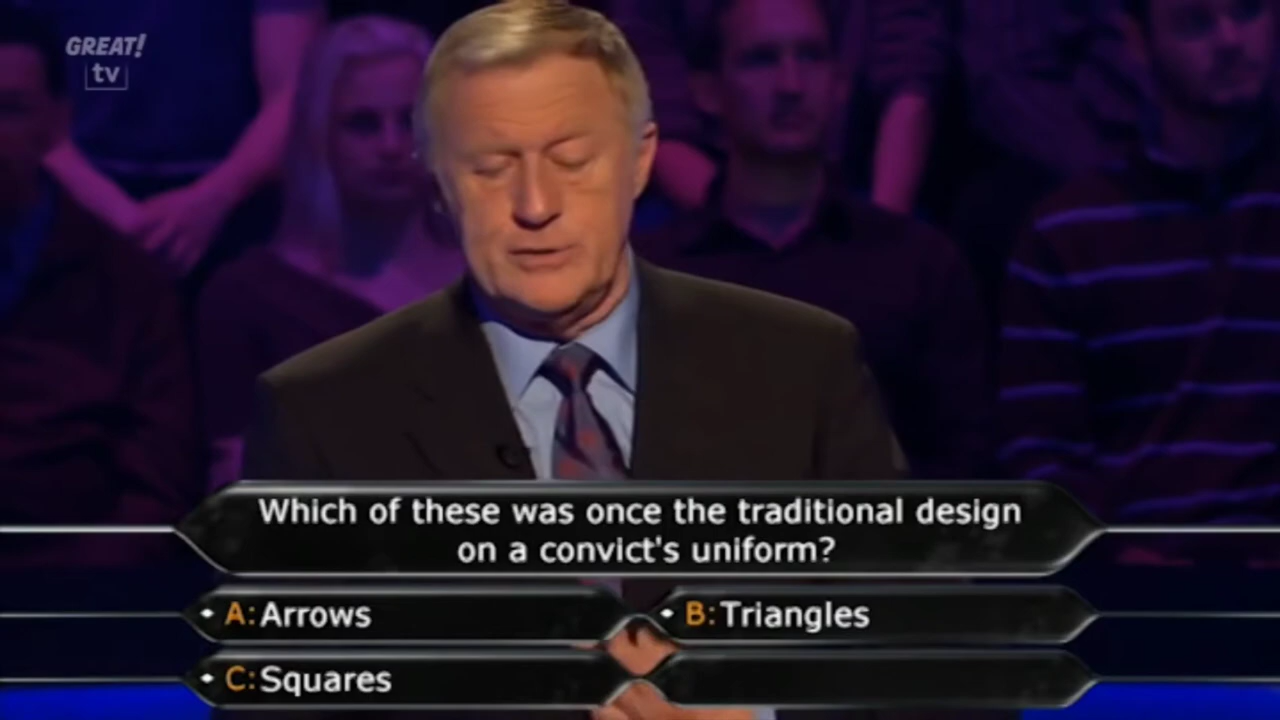 GREAT!
tv
Which of these was once the traditional design
on a convict's uniform?
A: Arrows
B: Triangles
C: Squares